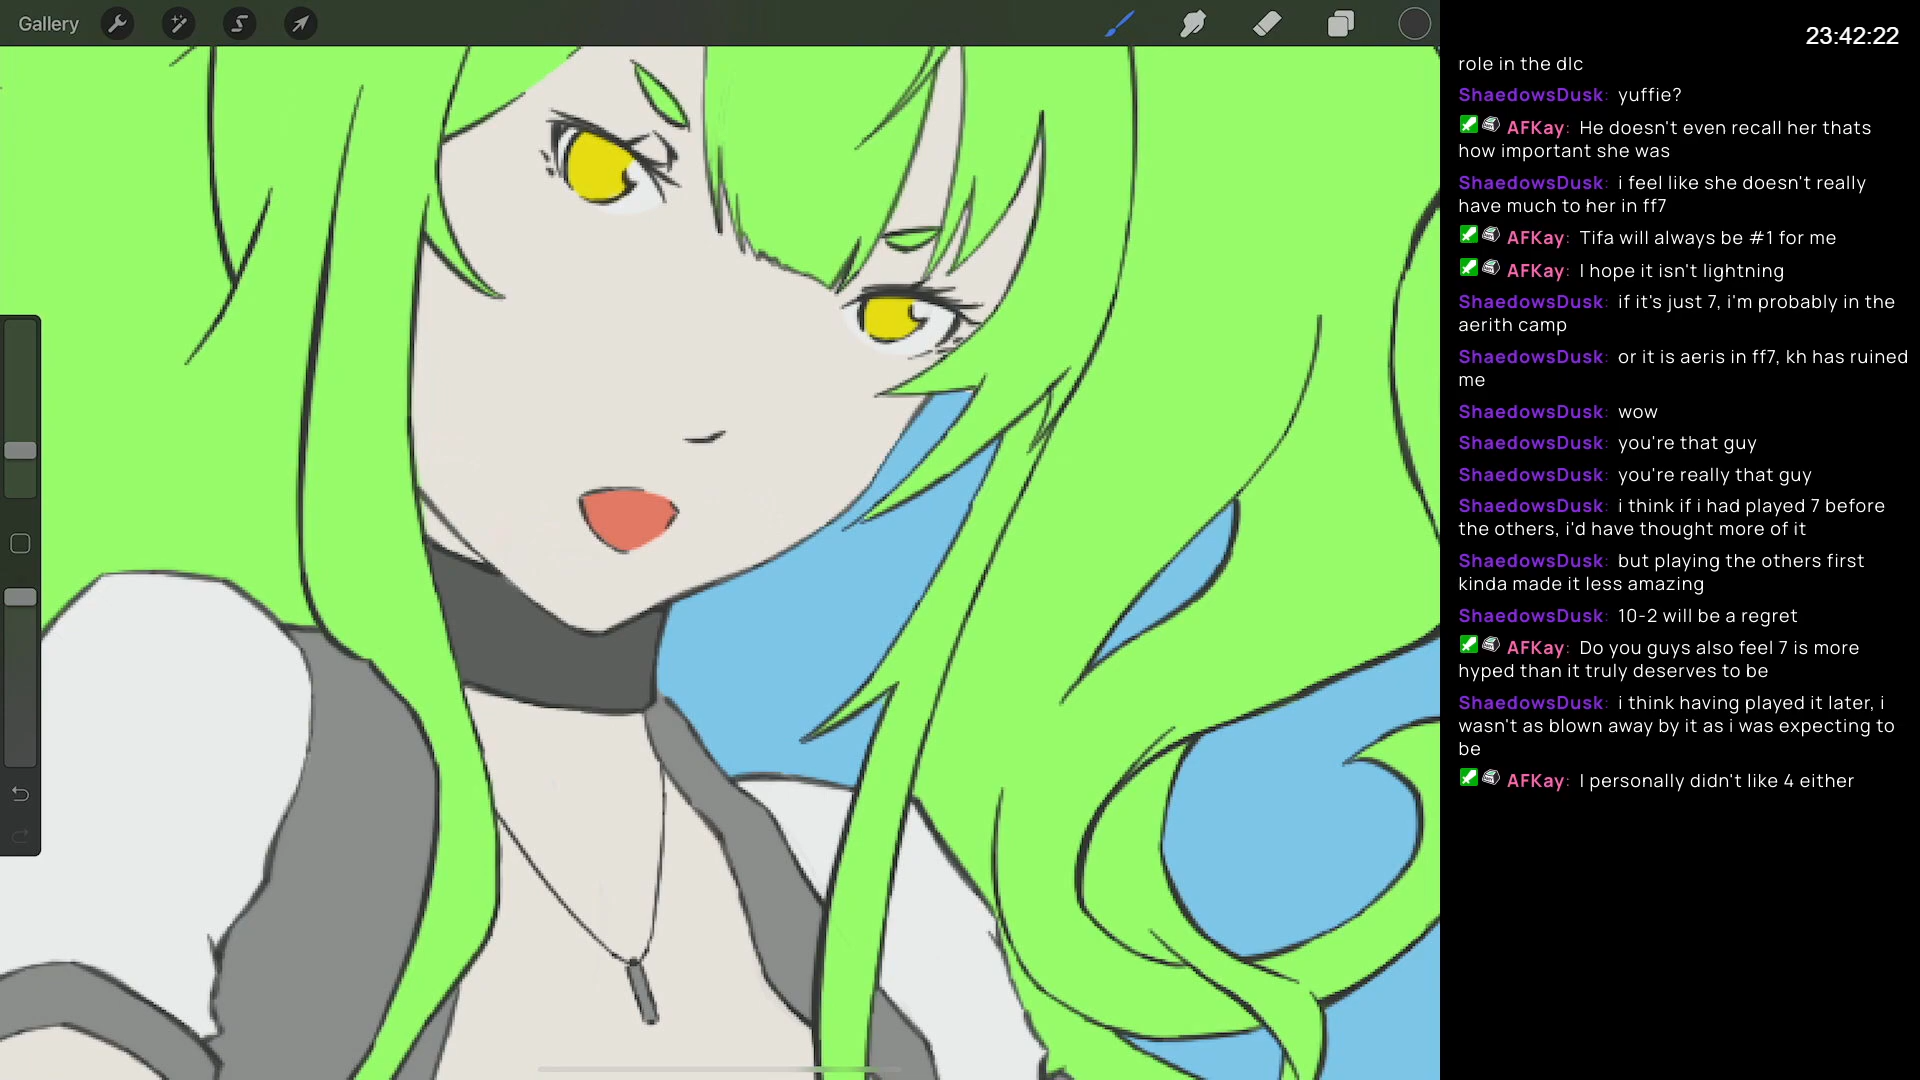 Gallery
23:42:22
role in the dlc
ShaedowsDusk: yuffie?
AFKay: He doesn't even recall her thats
how important she was
ShaedowsDusk: i feel like she doesn't really
have much to her in ff7
AFKay: Tifa will always be #1 for me
AFKay: I hope it isn't lightning
ShaedowsDusk: if it's just 7, i'm probably in the
aerith camp
ShaedowsDusk: or it is aeris in ff7, kh has ruined
me
ShaedowsDusk: wow
ShaedowsDusk: you're that guy
ShaedowsDusk: you're really that guy
ShaedowsDusk: i think if i had played 7 before
the others, i'd have thought more of it
ShaedowsDusk: but playing the others first
kinda made it less amazing
ShaedowsDusk: 10-2 will be a regret
AFKay: Do you guys also feel 7 is more
hyped than it truly deserves to be
ShaedowsDusk: i think having played it later, i
wasn't as blown away by it as i was expecting to
be
AFKay: I personally didn't like 4 either